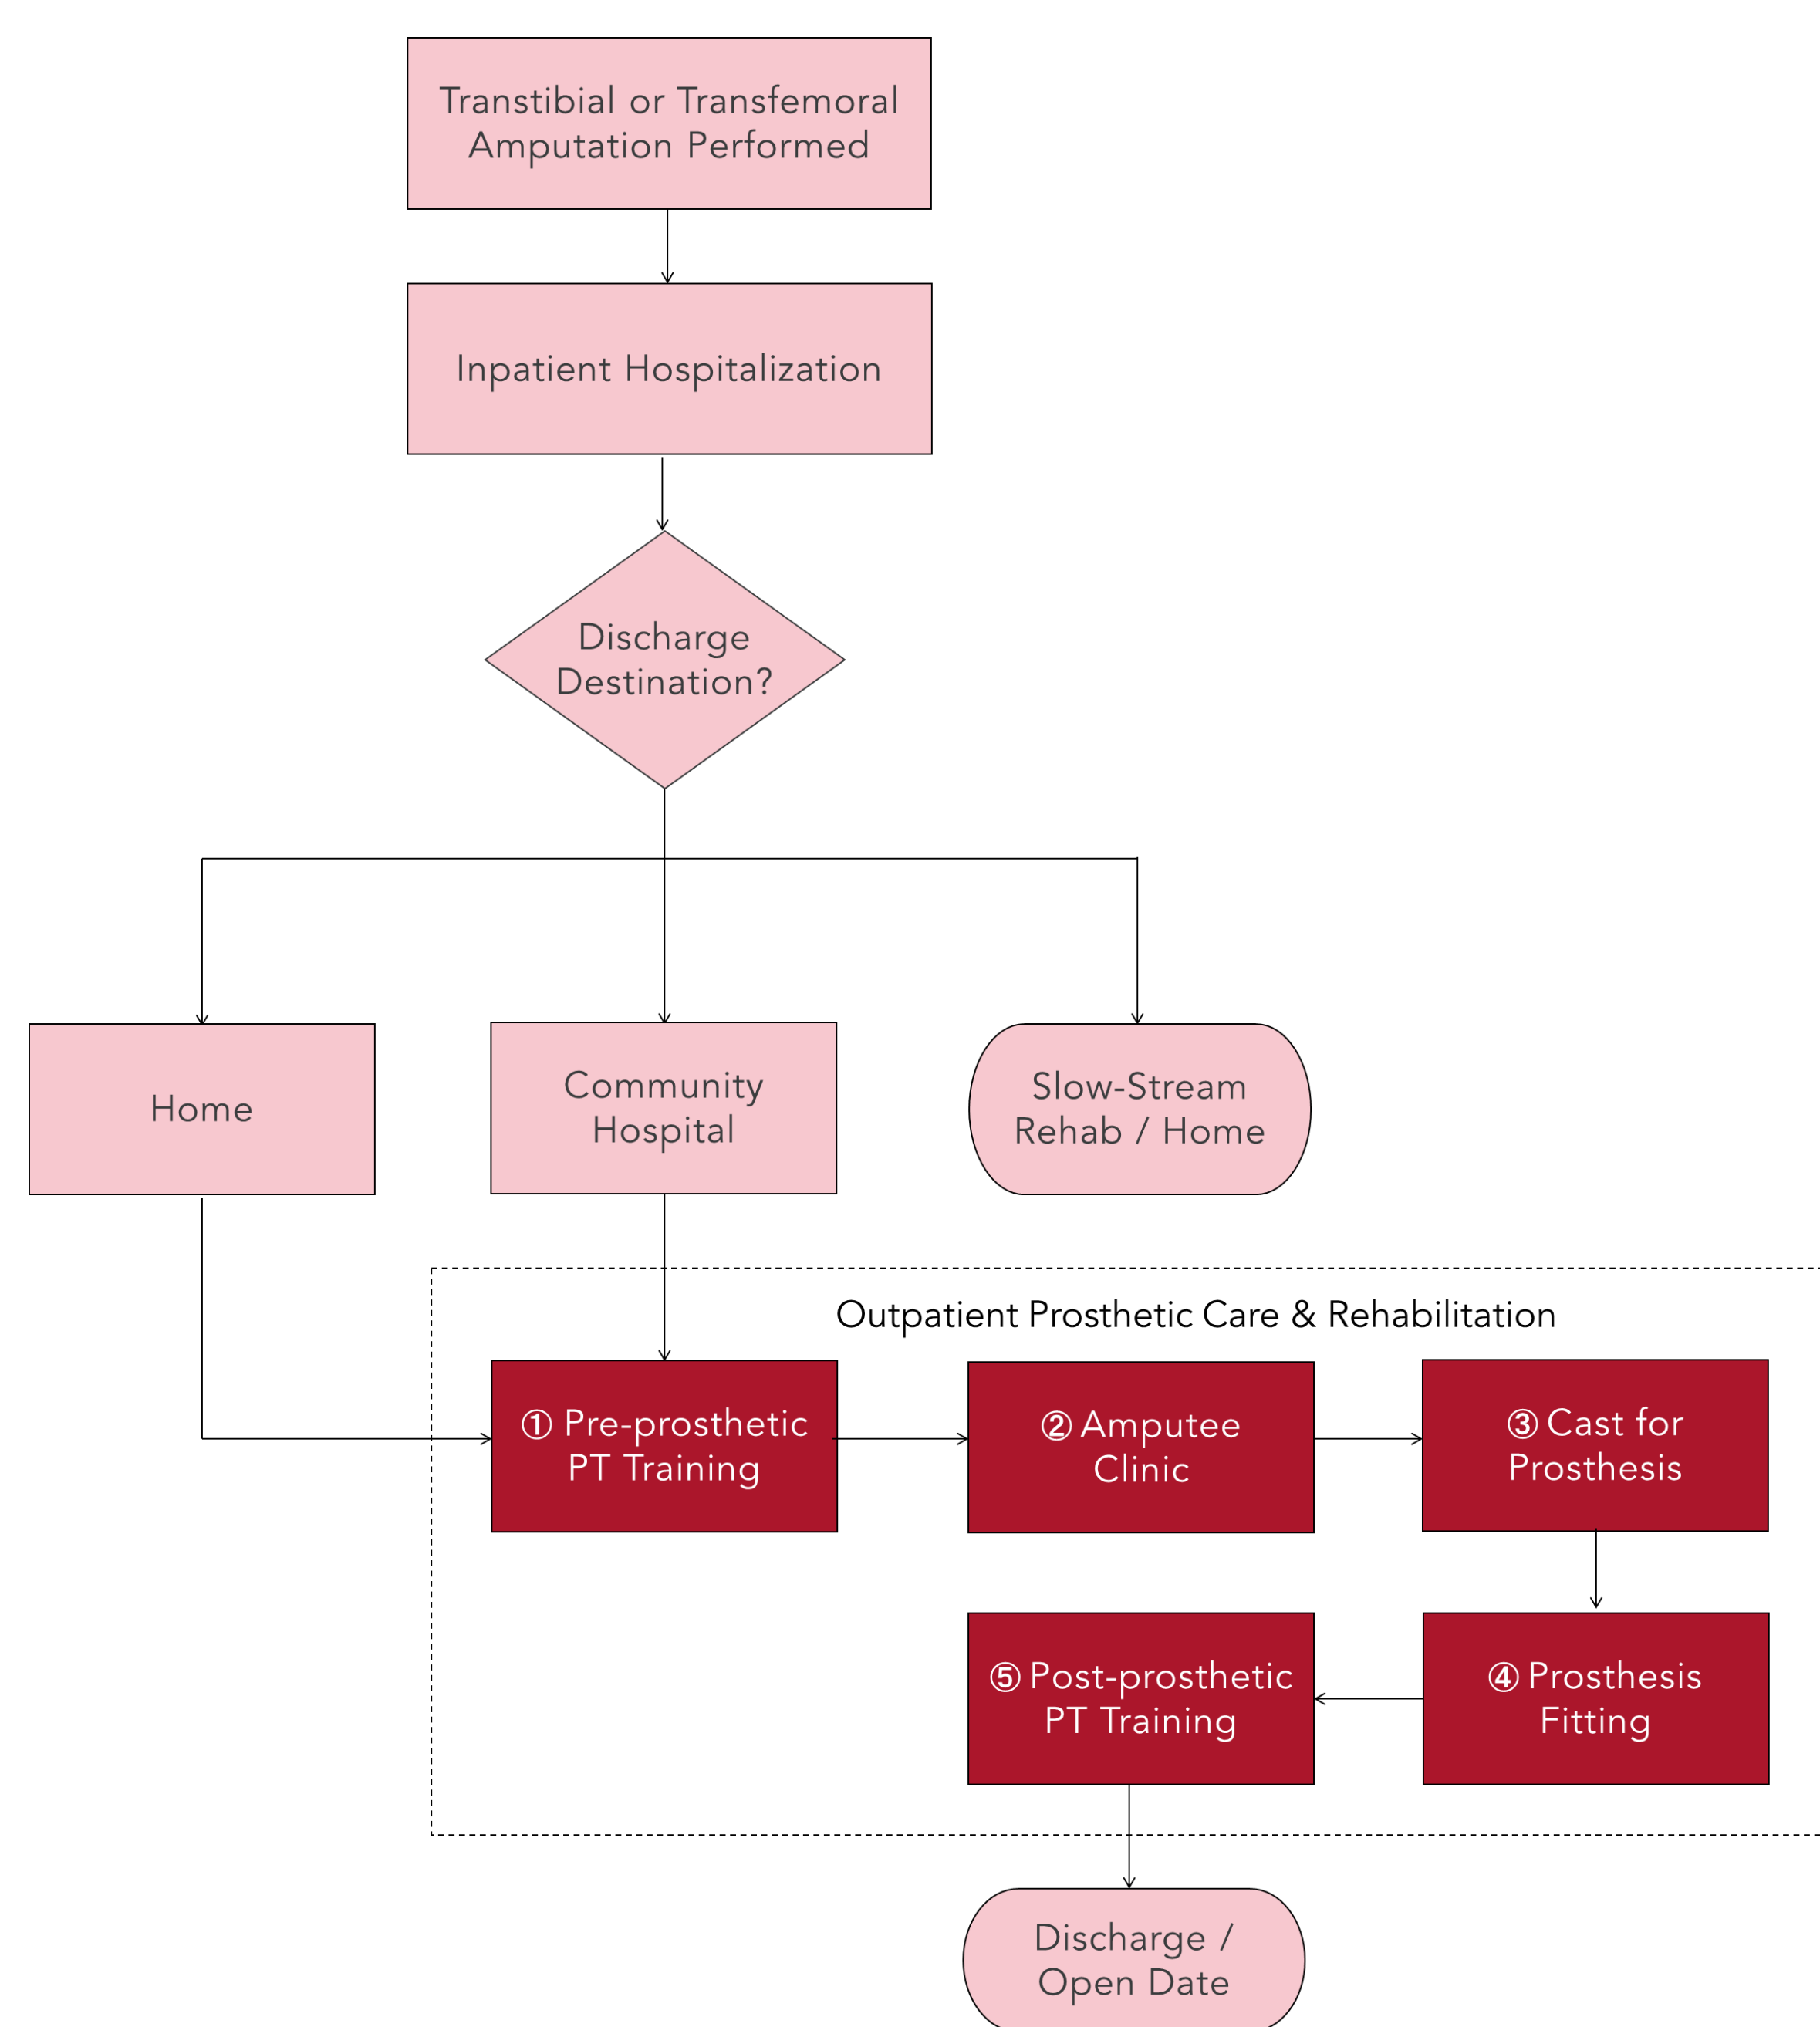 Transtibial or Transfemoral
Amputation Performed
Inpatient Hospitalization
Discharge
Destination?
Home
Community
Hospital
Slow-Stream
Rehab / Home
Outpatient Prosthetic Care & Rehabilitation
① Pre-prosthetic
PT Training
② Amputee
Clinic
③ Cast for
Prosthesis
④ Prosthesis
Fitting
⑤ Post-prosthetic
PT Training
Discharge /
Open Date